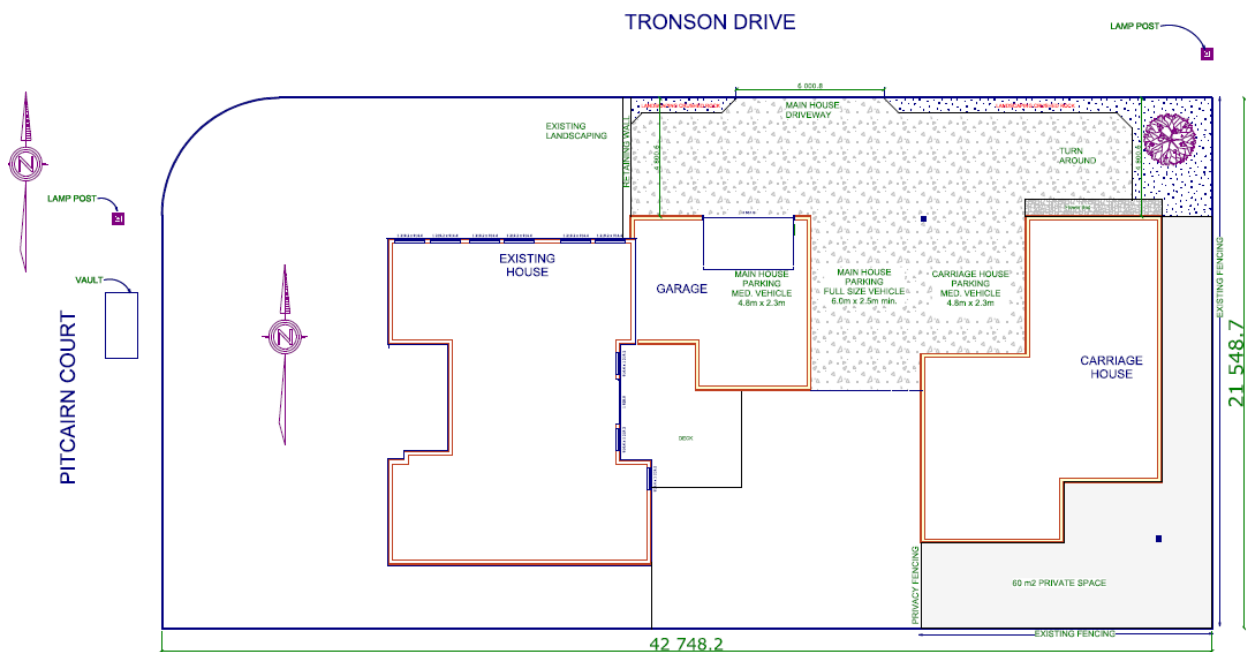 TRONSON DRIVE
LAMP POST
6 000.8
MAIN HOUSE
DRIVEWAY
EXISTING
LANDSCAPING
RETAINING WALL
TURN
AROUND
N
LAMP POST
EXISTING
HOUSE
GARAGE
MAIN HOUSE
PARKING
MED. VEHICLE
4.8m x 2.3m
MAIN HOUSE
PARKING
FULL SIZE VEHICLE
6.0m x 2.5m min.
CARRIAGE HOUSE
PARKING
MED. VEHICLE
4.8m x 2.3m
EXISTING FENCING
VAULT
N
PITCAIRN COURT
CARRIAGE
HOUSE
21 548.7
DECK
PRIVACY FENCING
60 m2 PRIVATE SPACE
EXISTING FENCING
42 748.2